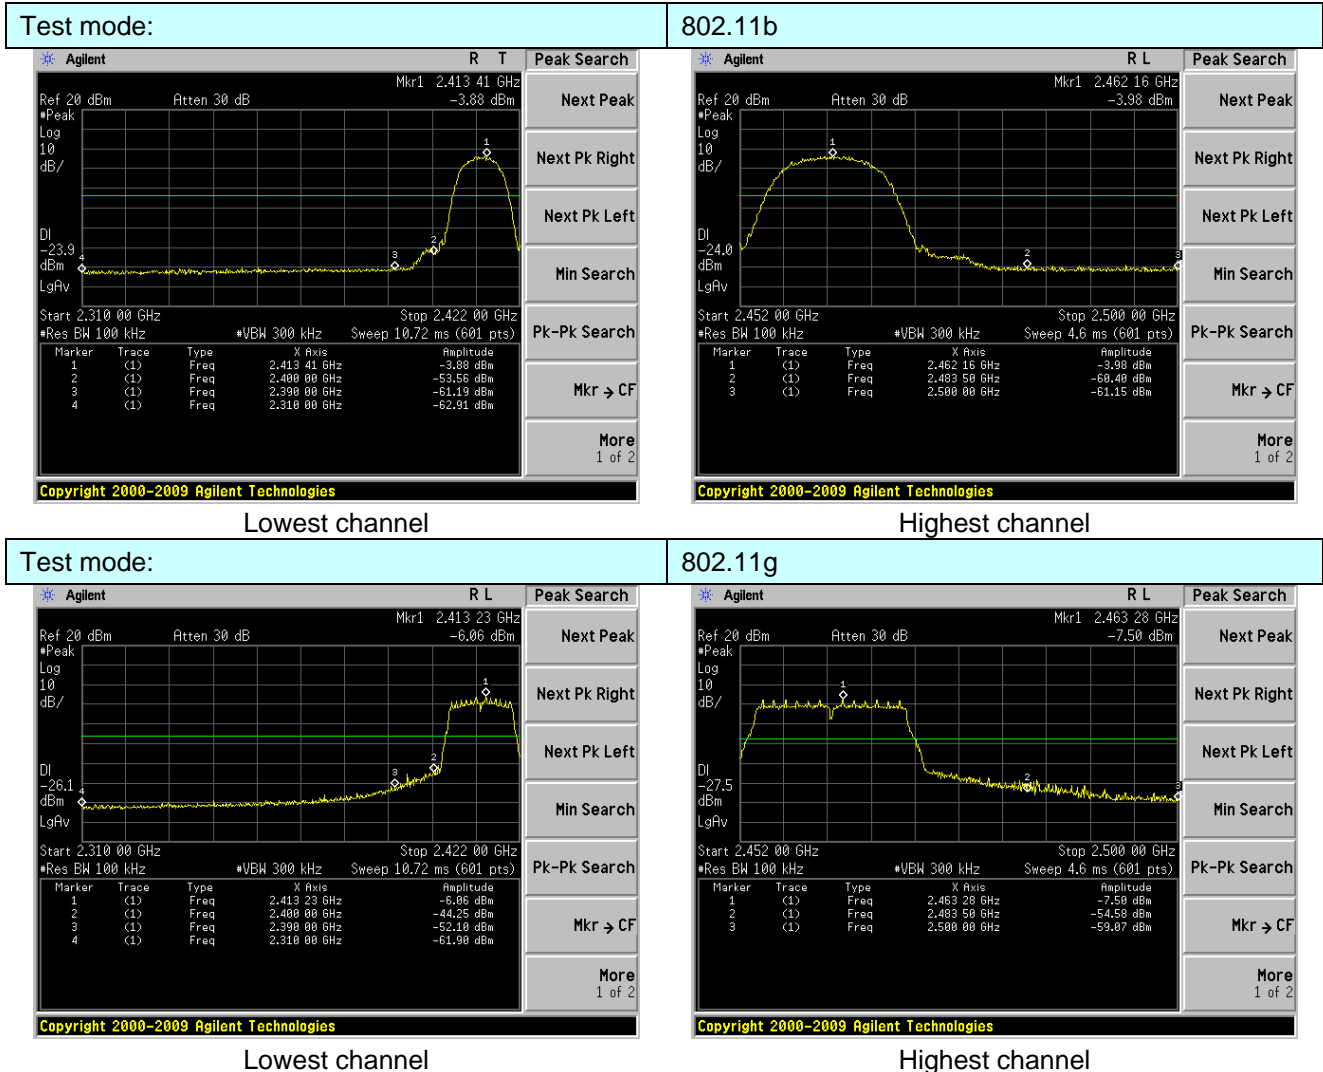 Test mode: 802.11b
Agilent R T Peak Search
Mkr1 2.413 41 GHz
Ref 20 dBm Atten 30 dB -3.88 dBm
#Peak
Log
10
dB/
1
2
3
4
DI
-23.9
dBm
LgAv
Start 2.310 00 GHz Stop 2.422 00 GHz
#Res BW 100 kHz #VBW 300 kHz Sweep 10.72 ms (601 pts)
Marker Trace Type X Axis Amplitude
1 (1) Freq 2.413 41 GHz -3.88 dBm
2 (1) Freq 2.400 00 GHz -53.56 dBm
3 (1) Freq 2.390 00 GHz -61.19 dBm
4 (1) Freq 2.310 00 GHz -62.91 dBm
Next Peak
Next Pk Right
Next Pk Left
Min Search
Pk-Pk Search
Mkr → CF
More
1 of 2
Copyright 2000-2009 Agilent Technologies
Lowest channel
Agilent R L Peak Search
Mkr1 2.462 16 GHz
Ref 20 dBm Atten 30 dB -3.98 dBm
#Peak
Log
10
dB/
1
2
3
DI
-24.0
dBm
LgAv
Start 2.452 00 GHz Stop 2.500 00 GHz
#Res BW 100 kHz #VBW 300 kHz Sweep 4.6 ms (601 pts)
Marker Trace Type X Axis Amplitude
1 (1) Freq 2.462 16 GHz -3.98 dBm
2 (1) Freq 2.483 50 GHz -60.40 dBm
3 (1) Freq 2.500 00 GHz -61.15 dBm
Next Peak
Next Pk Right
Next Pk Left
Min Search
Pk-Pk Search
Mkr → CF
More
1 of 2
Copyright 2000-2009 Agilent Technologies
Highest channel
Test mode: 802.11g
Agilent R L Peak Search
Mkr1 2.413 23 GHz
Ref 20 dBm Atten 30 dB -6.06 dBm
#Peak
Log
10
dB/
1
2
3
4
DI
-26.1
dBm
LgAv
Start 2.310 00 GHz Stop 2.422 00 GHz
#Res BW 100 kHz #VBW 300 kHz Sweep 10.72 ms (601 pts)
Marker Trace Type X Axis Amplitude
1 (1) Freq 2.413 23 GHz -6.06 dBm
2 (1) Freq 2.400 00 GHz -44.25 dBm
3 (1) Freq 2.390 00 GHz -52.10 dBm
4 (1) Freq 2.310 00 GHz -61.90 dBm
Next Peak
Next Pk Right
Next Pk Left
Min Search
Pk-Pk Search
Mkr → CF
More
1 of 2
Copyright 2000-2009 Agilent Technologies
Lowest channel
Agilent R L Peak Search
Mkr1 2.463 28 GHz
Ref 20 dBm Atten 30 dB -7.50 dBm
#Peak
Log
10
dB/
1
2
3
DI
-27.5
dBm
LgAv
Start 2.452 00 GHz Stop 2.500 00 GHz
#Res BW 100 kHz #VBW 300 kHz Sweep 4.6 ms (601 pts)
Marker Trace Type X Axis Amplitude
1 (1) Freq 2.463 28 GHz -7.50 dBm
2 (1) Freq 2.483 50 GHz -54.58 dBm
3 (1) Freq 2.500 00 GHz -59.07 dBm
Next Peak
Next Pk Right
Next Pk Left
Min Search
Pk-Pk Search
Mkr → CF
More
1 of 2
Copyright 2000-2009 Agilent Technologies
Highest channel